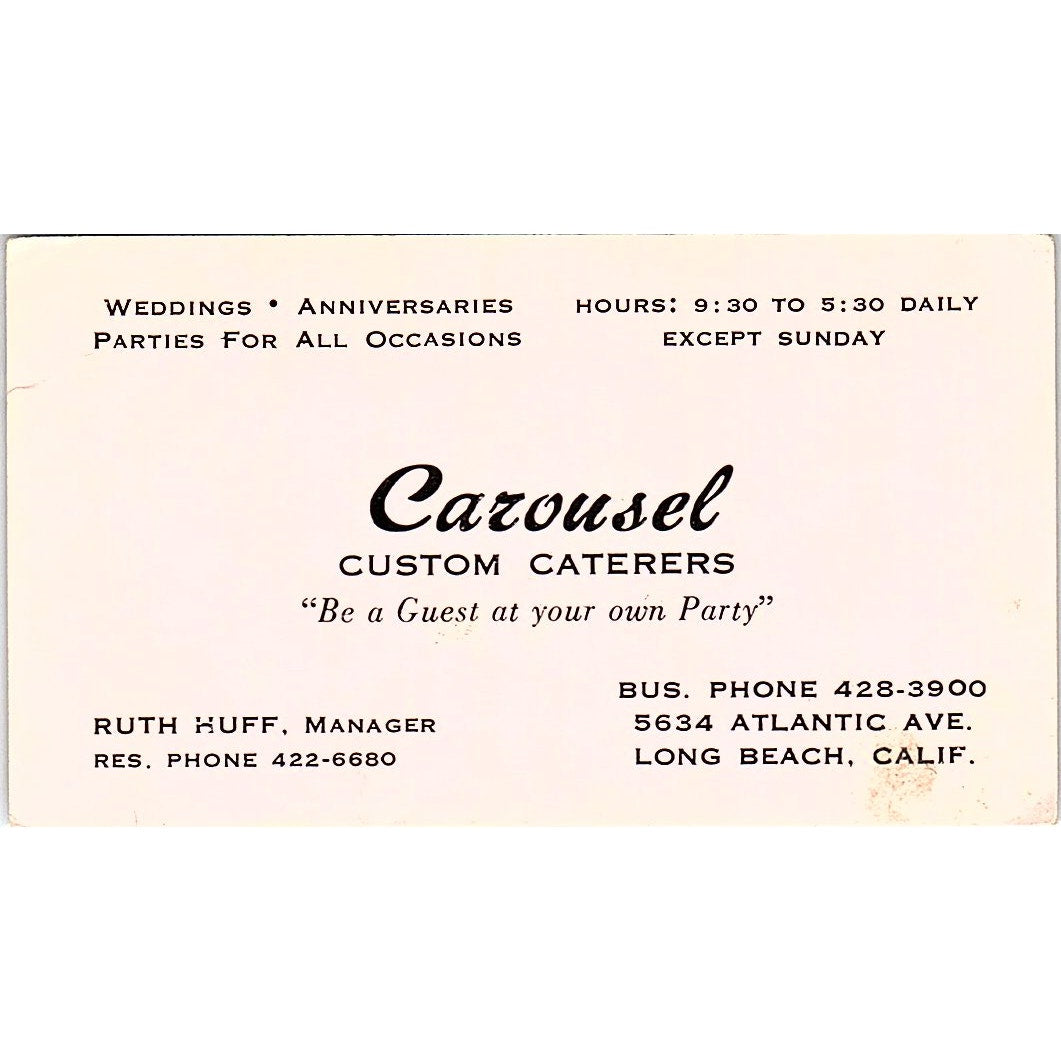 WEDDINGS • ANNIVERSARIES
PARTIES FOR ALL OCCASIONS
HOURS: 9:30 TO 5:30 DAILY
EXCEPT SUNDAY
Carousel
CUSTOM CATERERS
“Be a Guest at your own Party”
RUTH HUFF, MANAGER
RES. PHONE 422-6680
BUS. PHONE 428-3900
5634 ATLANTIC AVE.
LONG BEACH, CALIF.